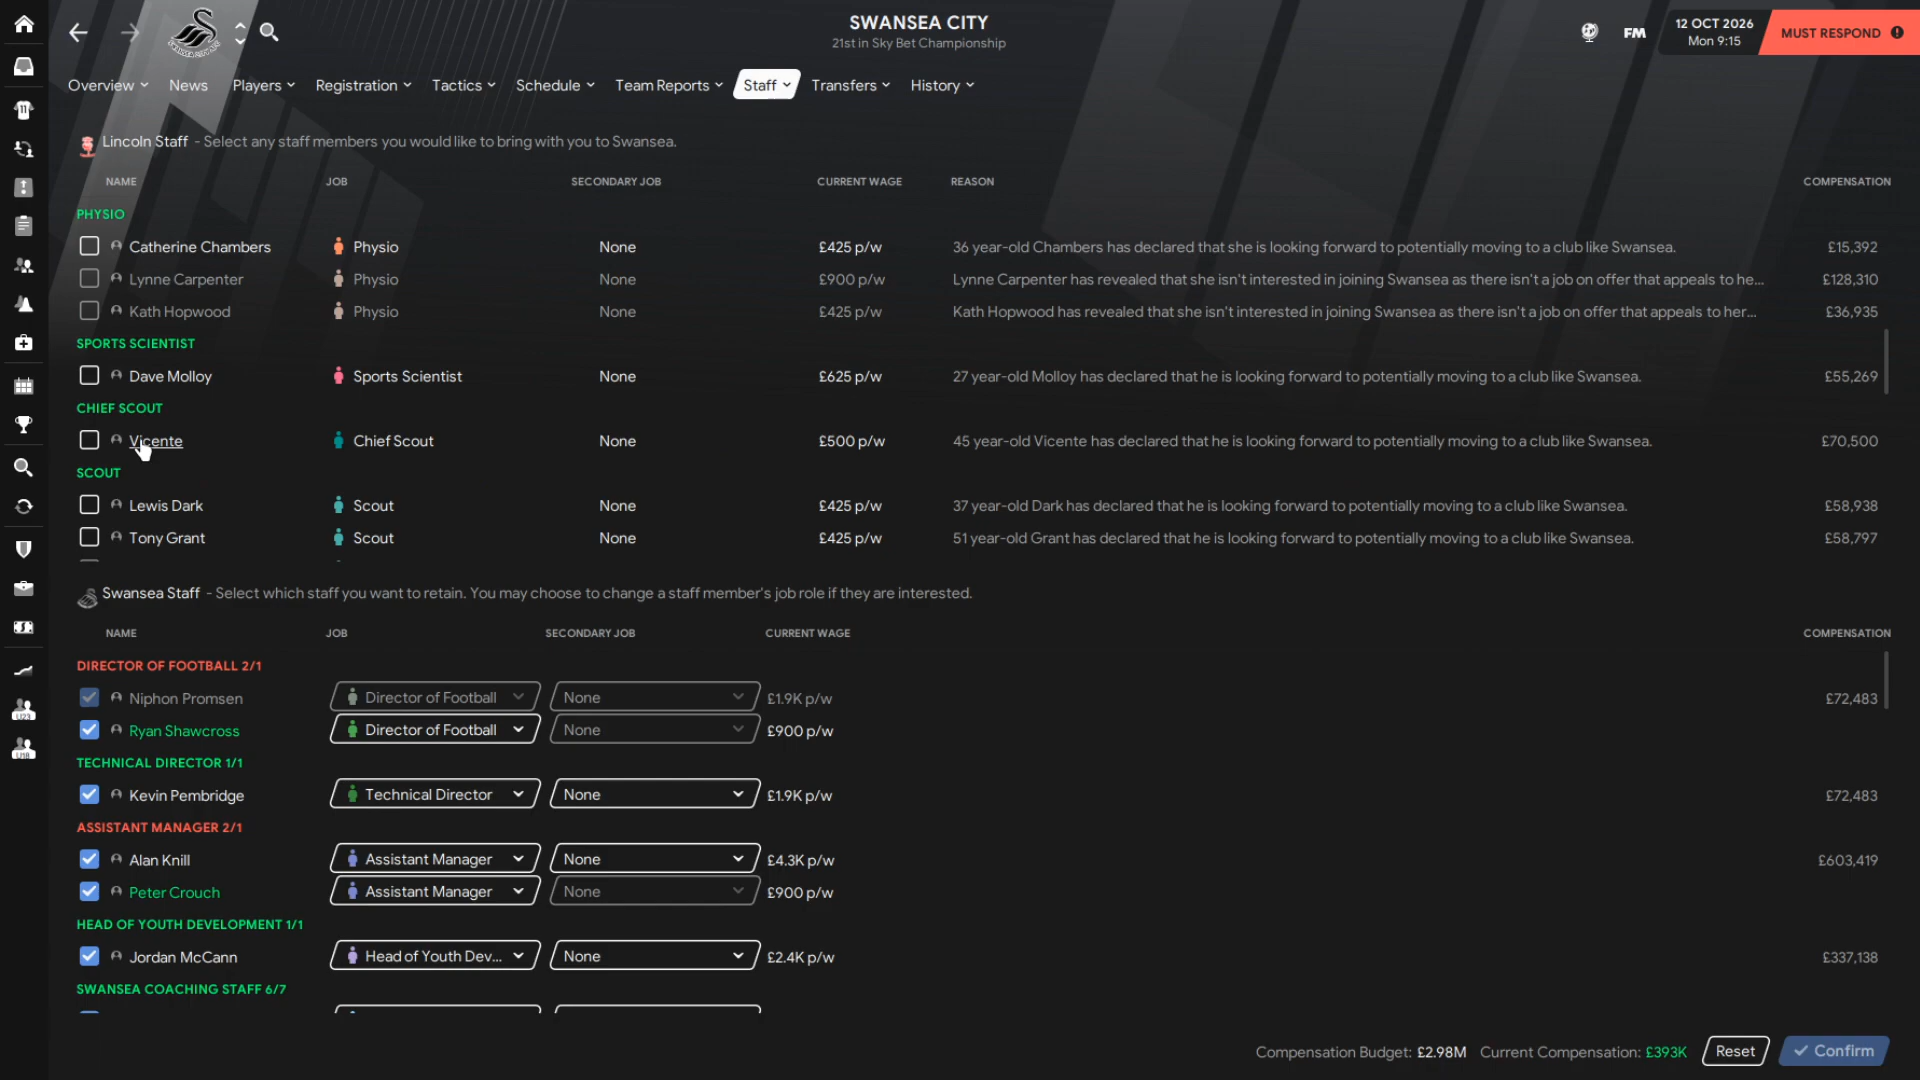 SWANSEA CITY
21st in Sky Bet Championship
FM
12 OCT 2026
Mon 9:15
MUST RESPOND
Overview
News
Players
Registration
Tactics
Schedule
Team Reports
Staff
Transfers
History
Lincoln Staff - Select any staff members you would like to bring with you to Swansea.
NAME JOB SECONDARY JOB CURRENT WAGE REASON COMPENSATION
PHYSIO
Catherine Chambers Physio None £425 p/w 36 year-old Chambers has declared that she is looking forward to potentially moving to a club like Swansea. £15,392
Lynne Carpenter Physio None £900 p/w Lynne Carpenter has revealed that she isn't interested in joining Swansea as there isn't a job on offer that appeals to he... £128,310
Kath Hopwood Physio None £425 p/w Kath Hopwood has revealed that she isn't interested in joining Swansea as there isn't a job on offer that appeals to her... £36,935
SPORTS SCIENTIST
Dave Molloy Sports Scientist None £625 p/w 27 year-old Molloy has declared that he is looking forward to potentially moving to a club like Swansea. £55,269
CHIEF SCOUT
Vicente Chief Scout None £500 p/w 45 year-old Vicente has declared that he is looking forward to potentially moving to a club like Swansea. £70,500
SCOUT
Lewis Dark Scout None £425 p/w 37 year-old Dark has declared that he is looking forward to potentially moving to a club like Swansea. £58,938
Tony Grant Scout None £425 p/w 51 year-old Grant has declared that he is looking forward to potentially moving to a club like Swansea. £58,797
Swansea Staff - Select which staff you want to retain. You may choose to change a staff member's job role if they are interested.
NAME JOB SECONDARY JOB CURRENT WAGE COMPENSATION
DIRECTOR OF FOOTBALL 2/1
Niphon Promsen Director of Football None £1.9K p/w £72,483
Ryan Shawcross Director of Football None £900 p/w
TECHNICAL DIRECTOR 1/1
Kevin Pembridge Technical Director None £1.9K p/w £72,483
ASSISTANT MANAGER 2/1
Alan Knill Assistant Manager None £4.3K p/w £603,419
Peter Crouch Assistant Manager None £900 p/w
HEAD OF YOUTH DEVELOPMENT 1/1
Jordan McCann Head of Youth Dev... None £2.4K p/w £337,138
SWANSEA COACHING STAFF 6/7
U23
U18
Compensation Budget: £2.98M Current Compensation: £393K Reset Confirm